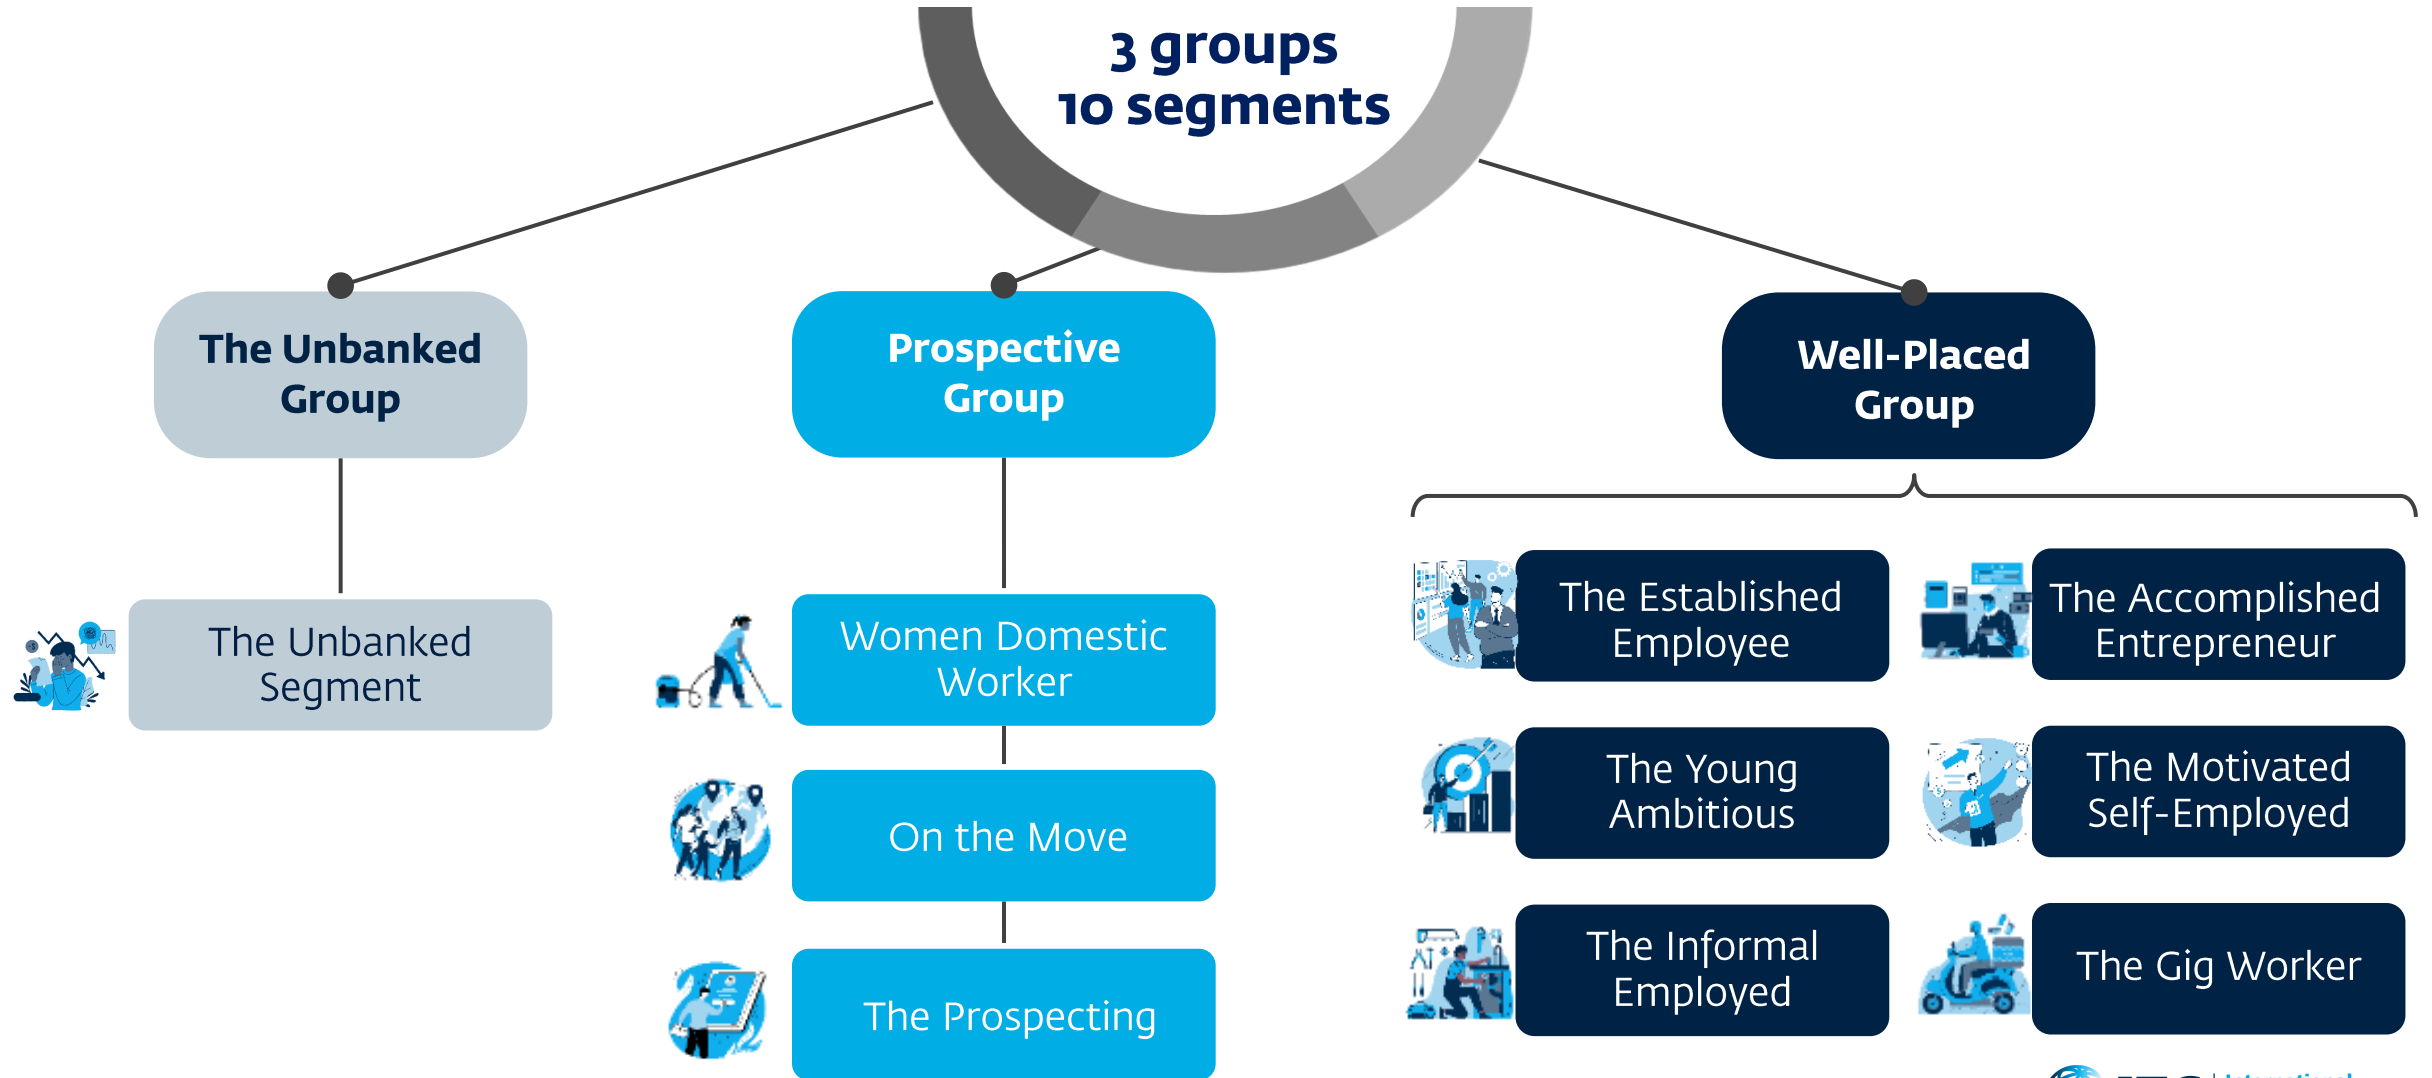 3 groups
10 segments
The Unbanked
Group
Prospective
Group
Well-Placed
Group
The Unbanked
Segment
Women Domestic
Worker
On the Move
The Prospecting
The Established
Employee
The Accomplished
Entrepreneur
The Young
Ambitious
The Motivated
Self-Employed
The Informal
Employed
The Gig Worker